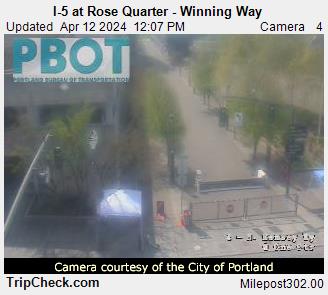 I-5 at Rose Quarter - Winning Way
Updated Apr 12 2024 12:07 PM Camera 4
PBOT
PORTLAND BUREAU OF TRANSPORTATION
Camera courtesy of the City of Portland
TripCheck.com Milepost302.00